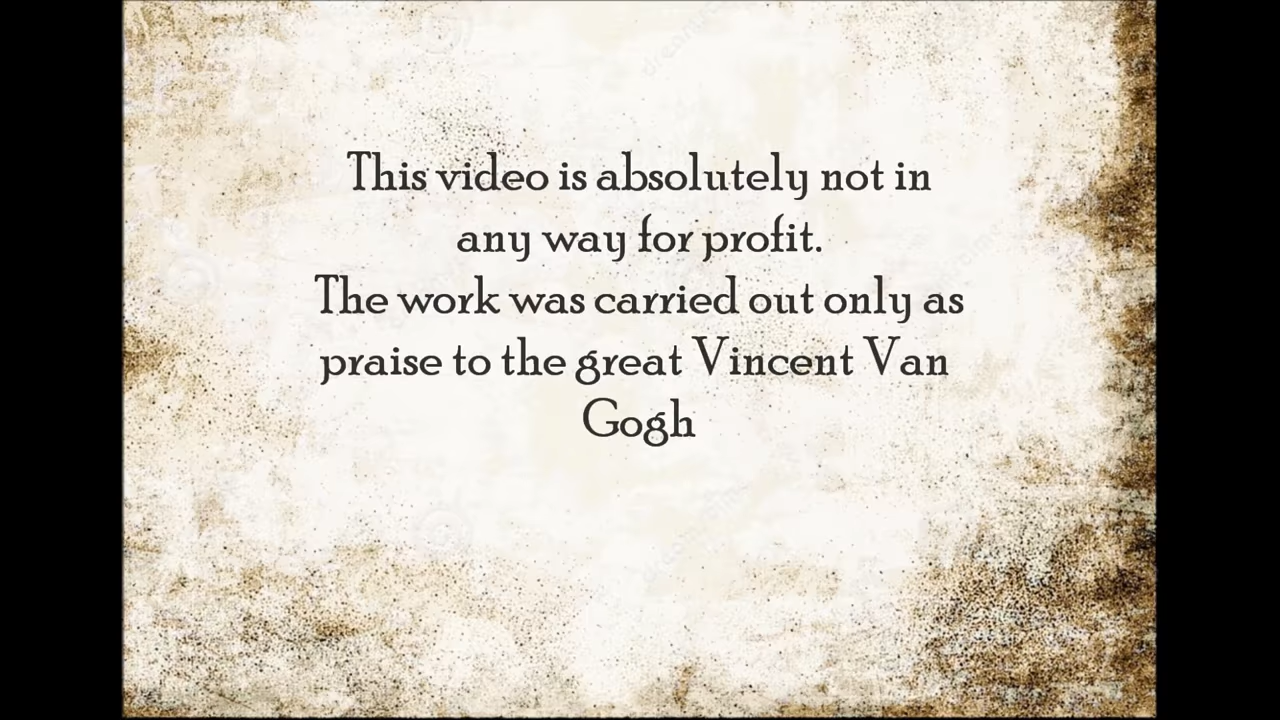 This video is absolutely not in
any way for profit.
The work was carried out only as
praise to the great Vincent Van
Gogh